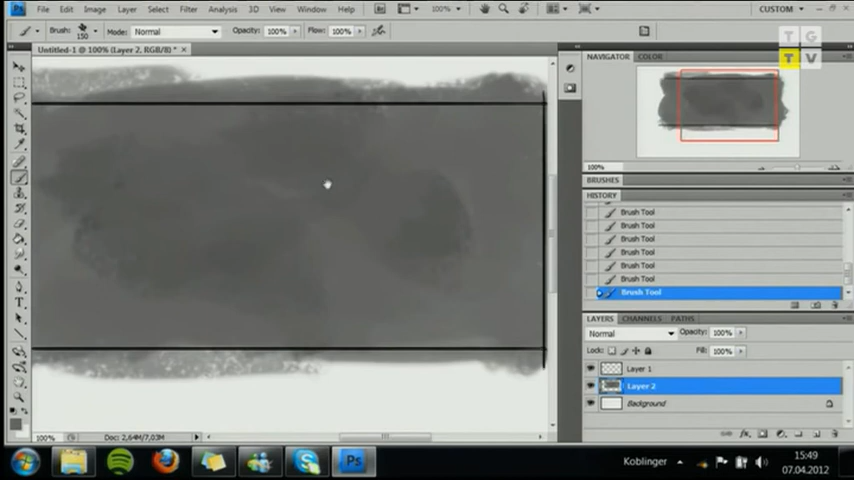 Ps File Edit Image Layer Select Filter Analysis 3D View Window Help Br 100% CUSTOM
Brush: 150 Mode: Normal Opacity: 100% Flow: 100%
T G
T V
Untitled-1 @ 100% (Layer 2, RGB/8) *
NAVIGATOR COLOR
100%
BRUSHES
HISTORY
Brush Tool
Brush Tool
Brush Tool
Brush Tool
Brush Tool
Brush Tool
Brush Tool
LAYERS CHANNELS PATHS
Normal Opacity: 100%
Lock: Fill: 100%
Layer 1
Layer 2
Background
100% Doc: 2,64M/7,03M
Ps Koblinger 15:49
07.04.2012